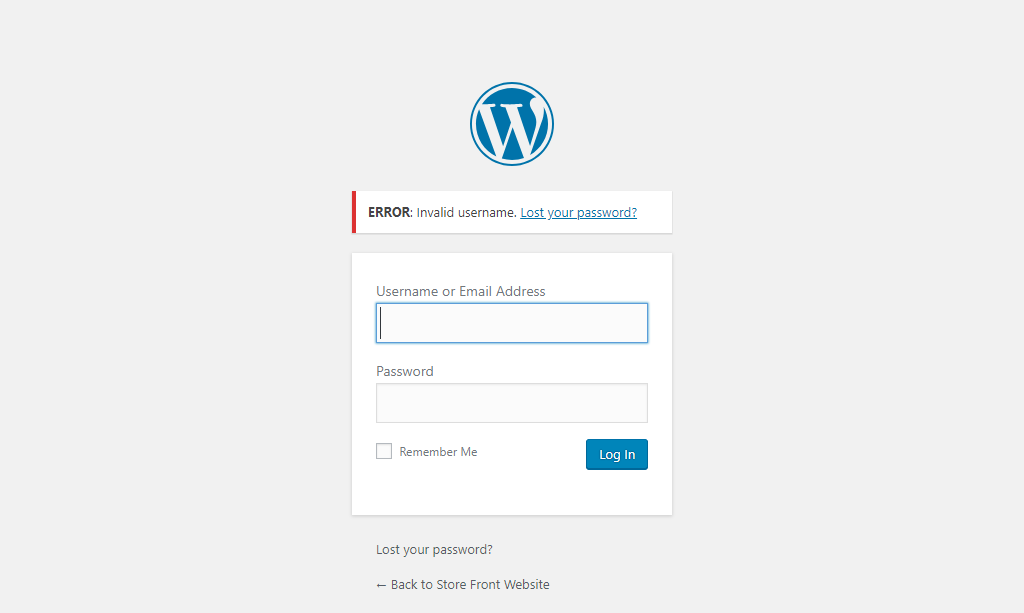 ERROR: Invalid username. Lost your password?
Username or Email Address
Password
Remember Me
Log In
Lost your password?
← Back to Store Front Website